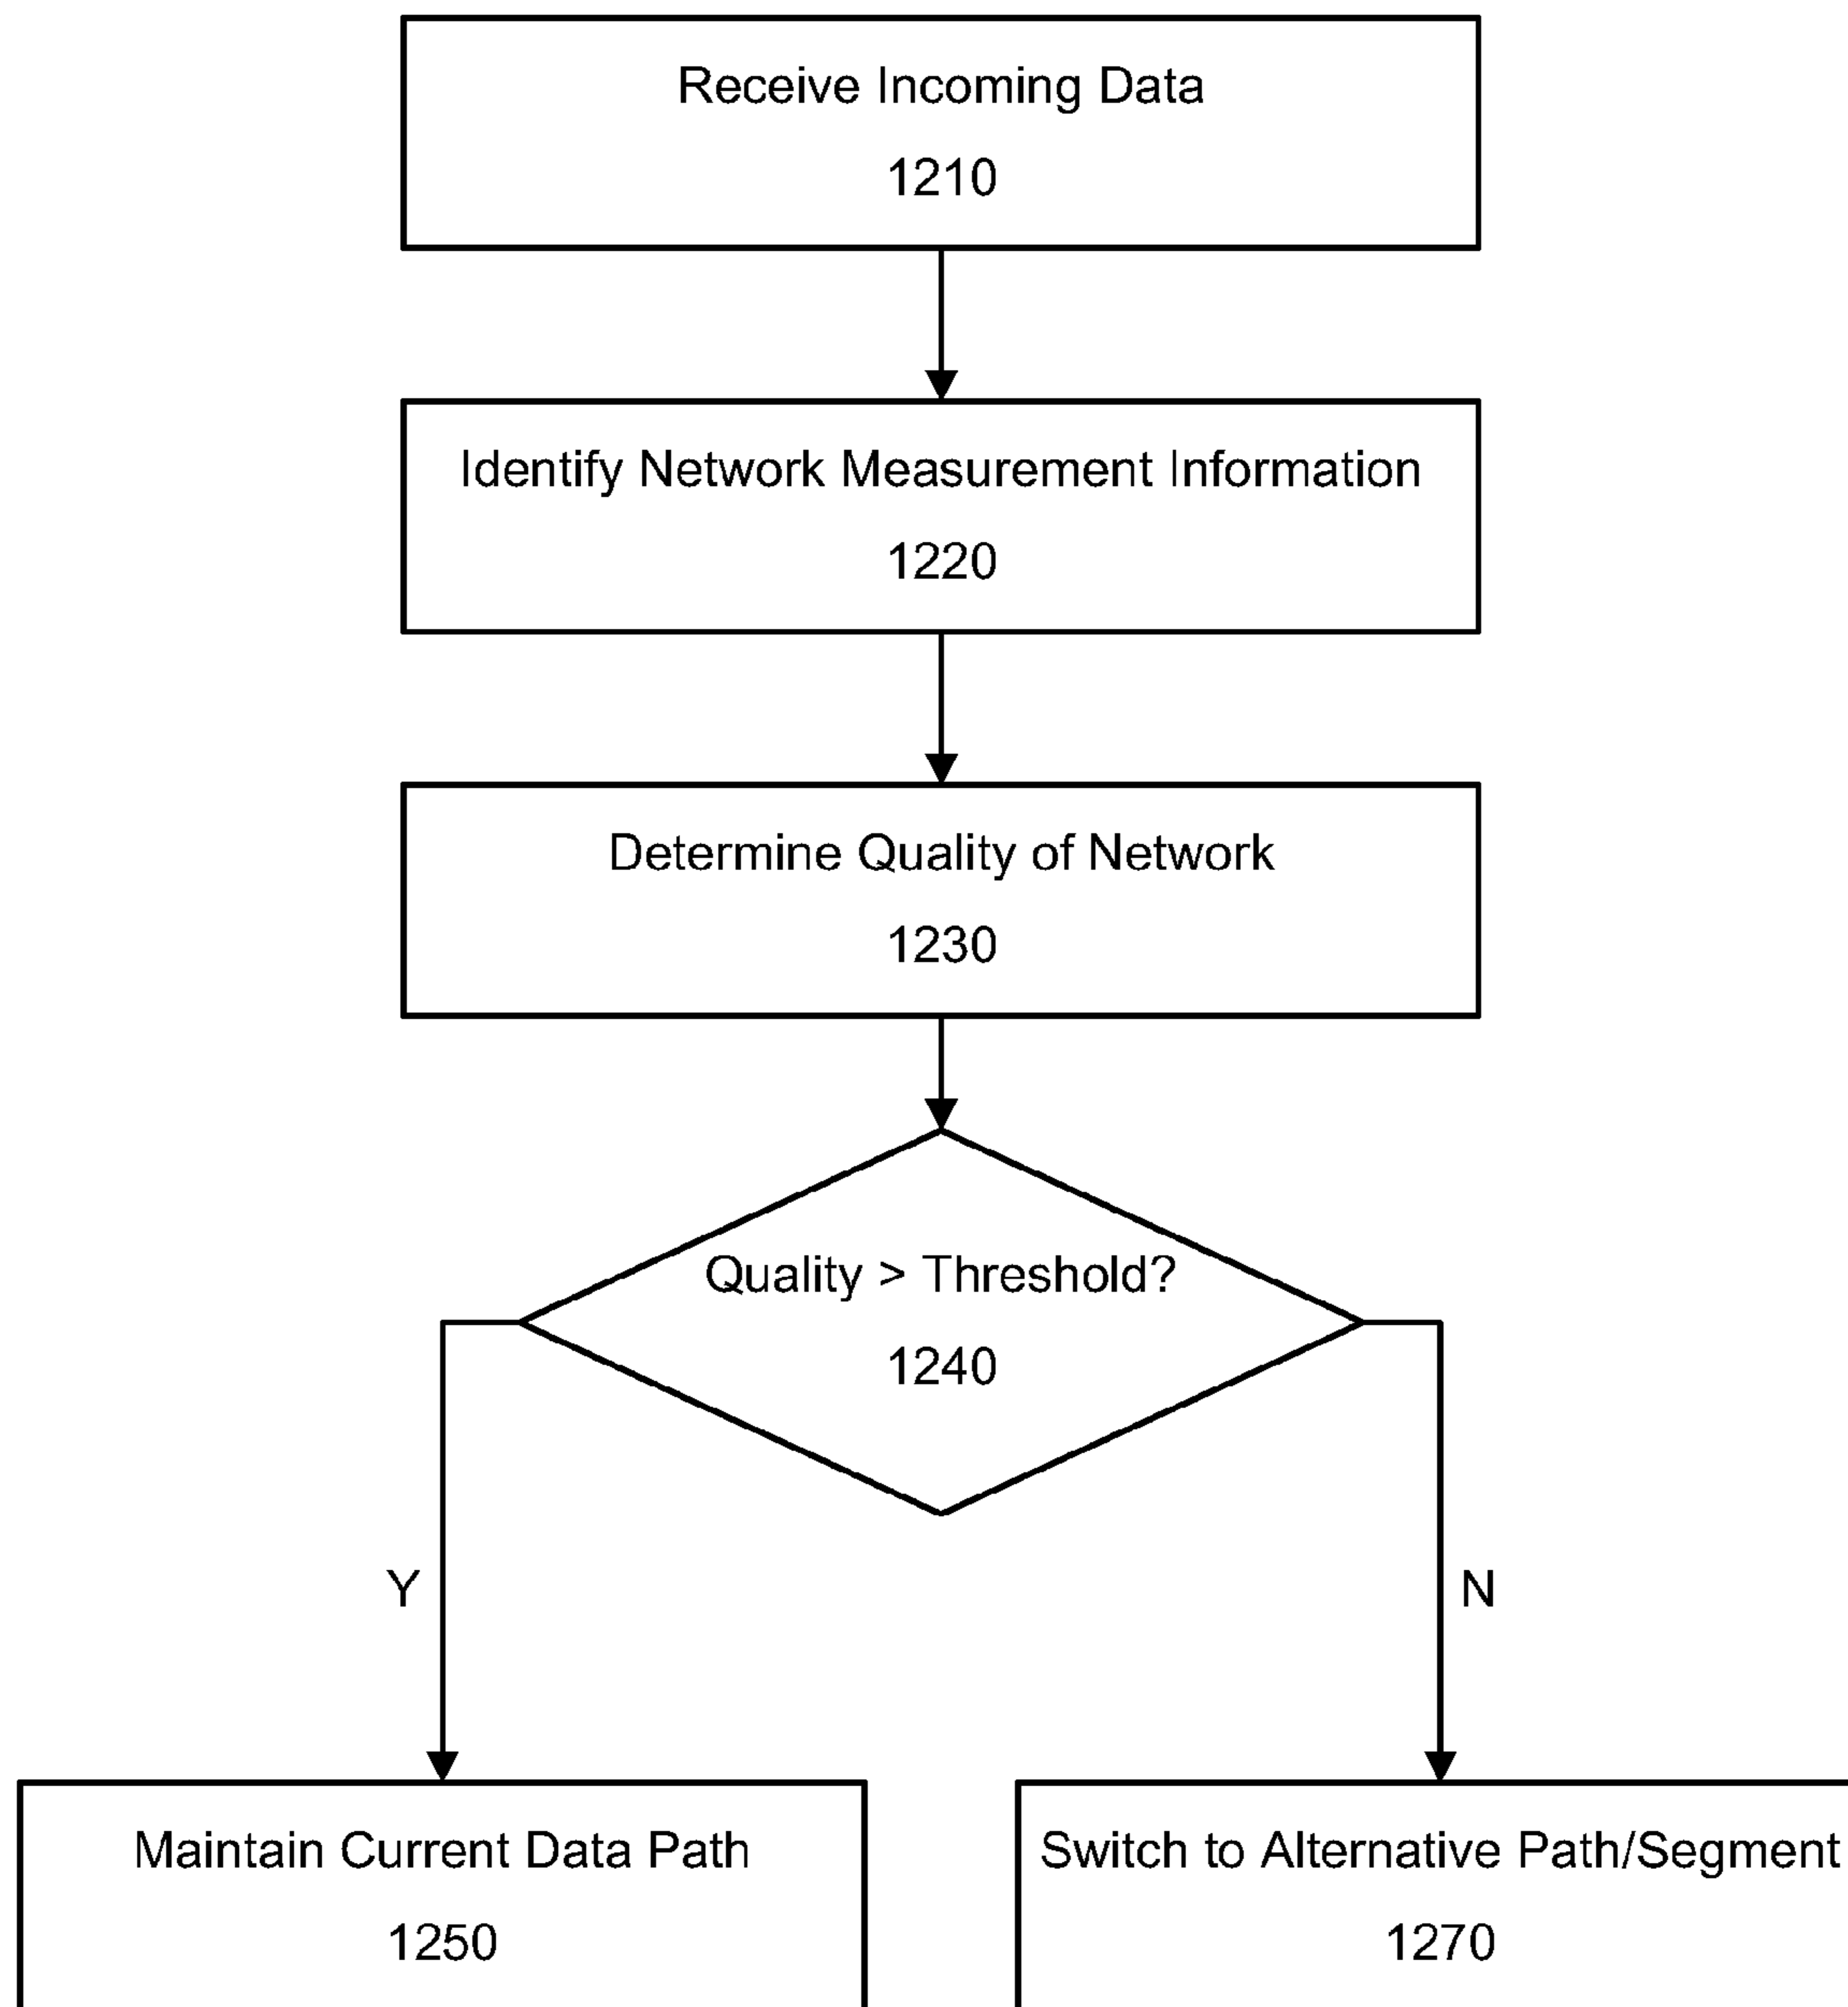 Receive Incoming Data
1210
Identify Network Measurement Information
1220
Determine Quality of Network
1230
Quality > Threshold?
1240
Y
N
Maintain Current Data Path
1250
Switch to Alternative Path/Segment
1270